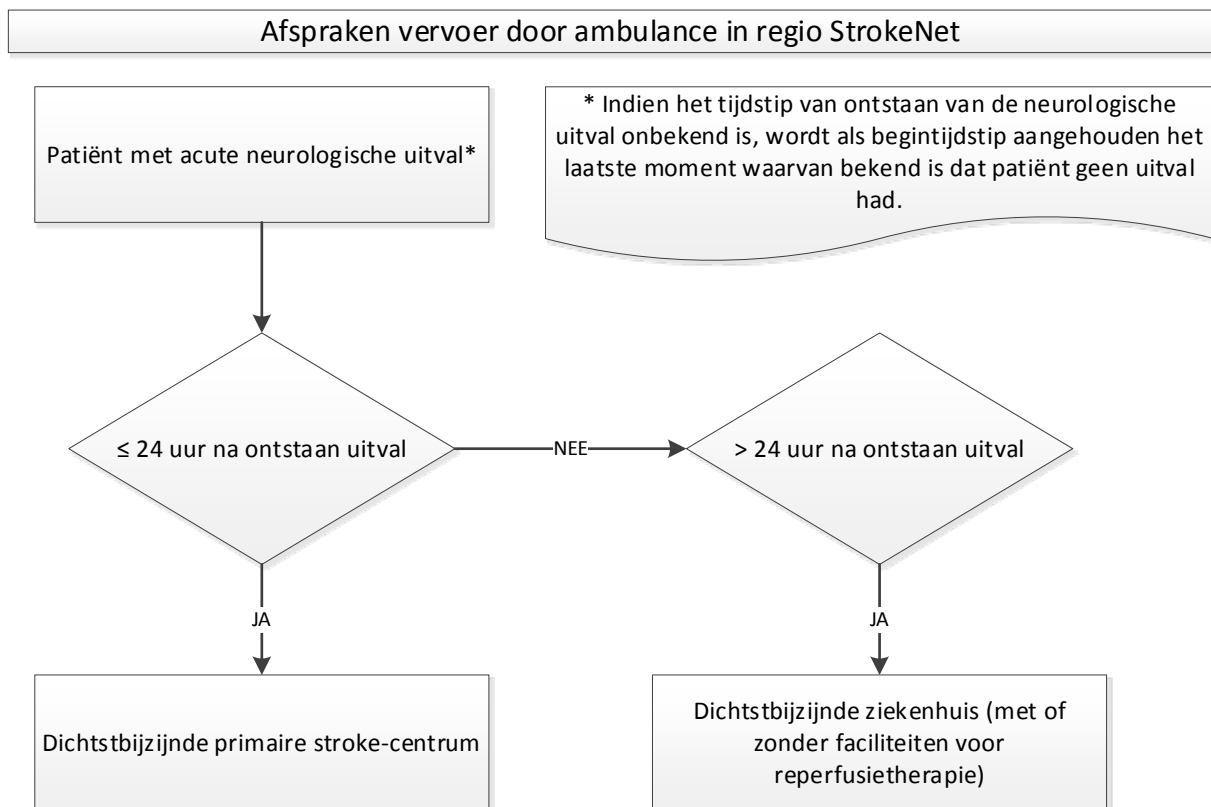 Afspraken vervoer door ambulance in regio StrokeNet
Patiënt met acute neurologische uitval*
* Indien het tijdstip van ontstaan van de neurologische
uitval onbekend is, wordt als begintijdstip aangehouden het
laatste moment waarvan bekend is dat patiënt geen uitval
had.
≤ 24 uur na ontstaan uitval
NEE
> 24 uur na ontstaan uitval
JA
JA
Dichtstbijzijnde primaire stroke-centrum
Dichtstbijzijnde ziekenhuis (met of
zonder faciliteiten voor
reperfusietherapie)